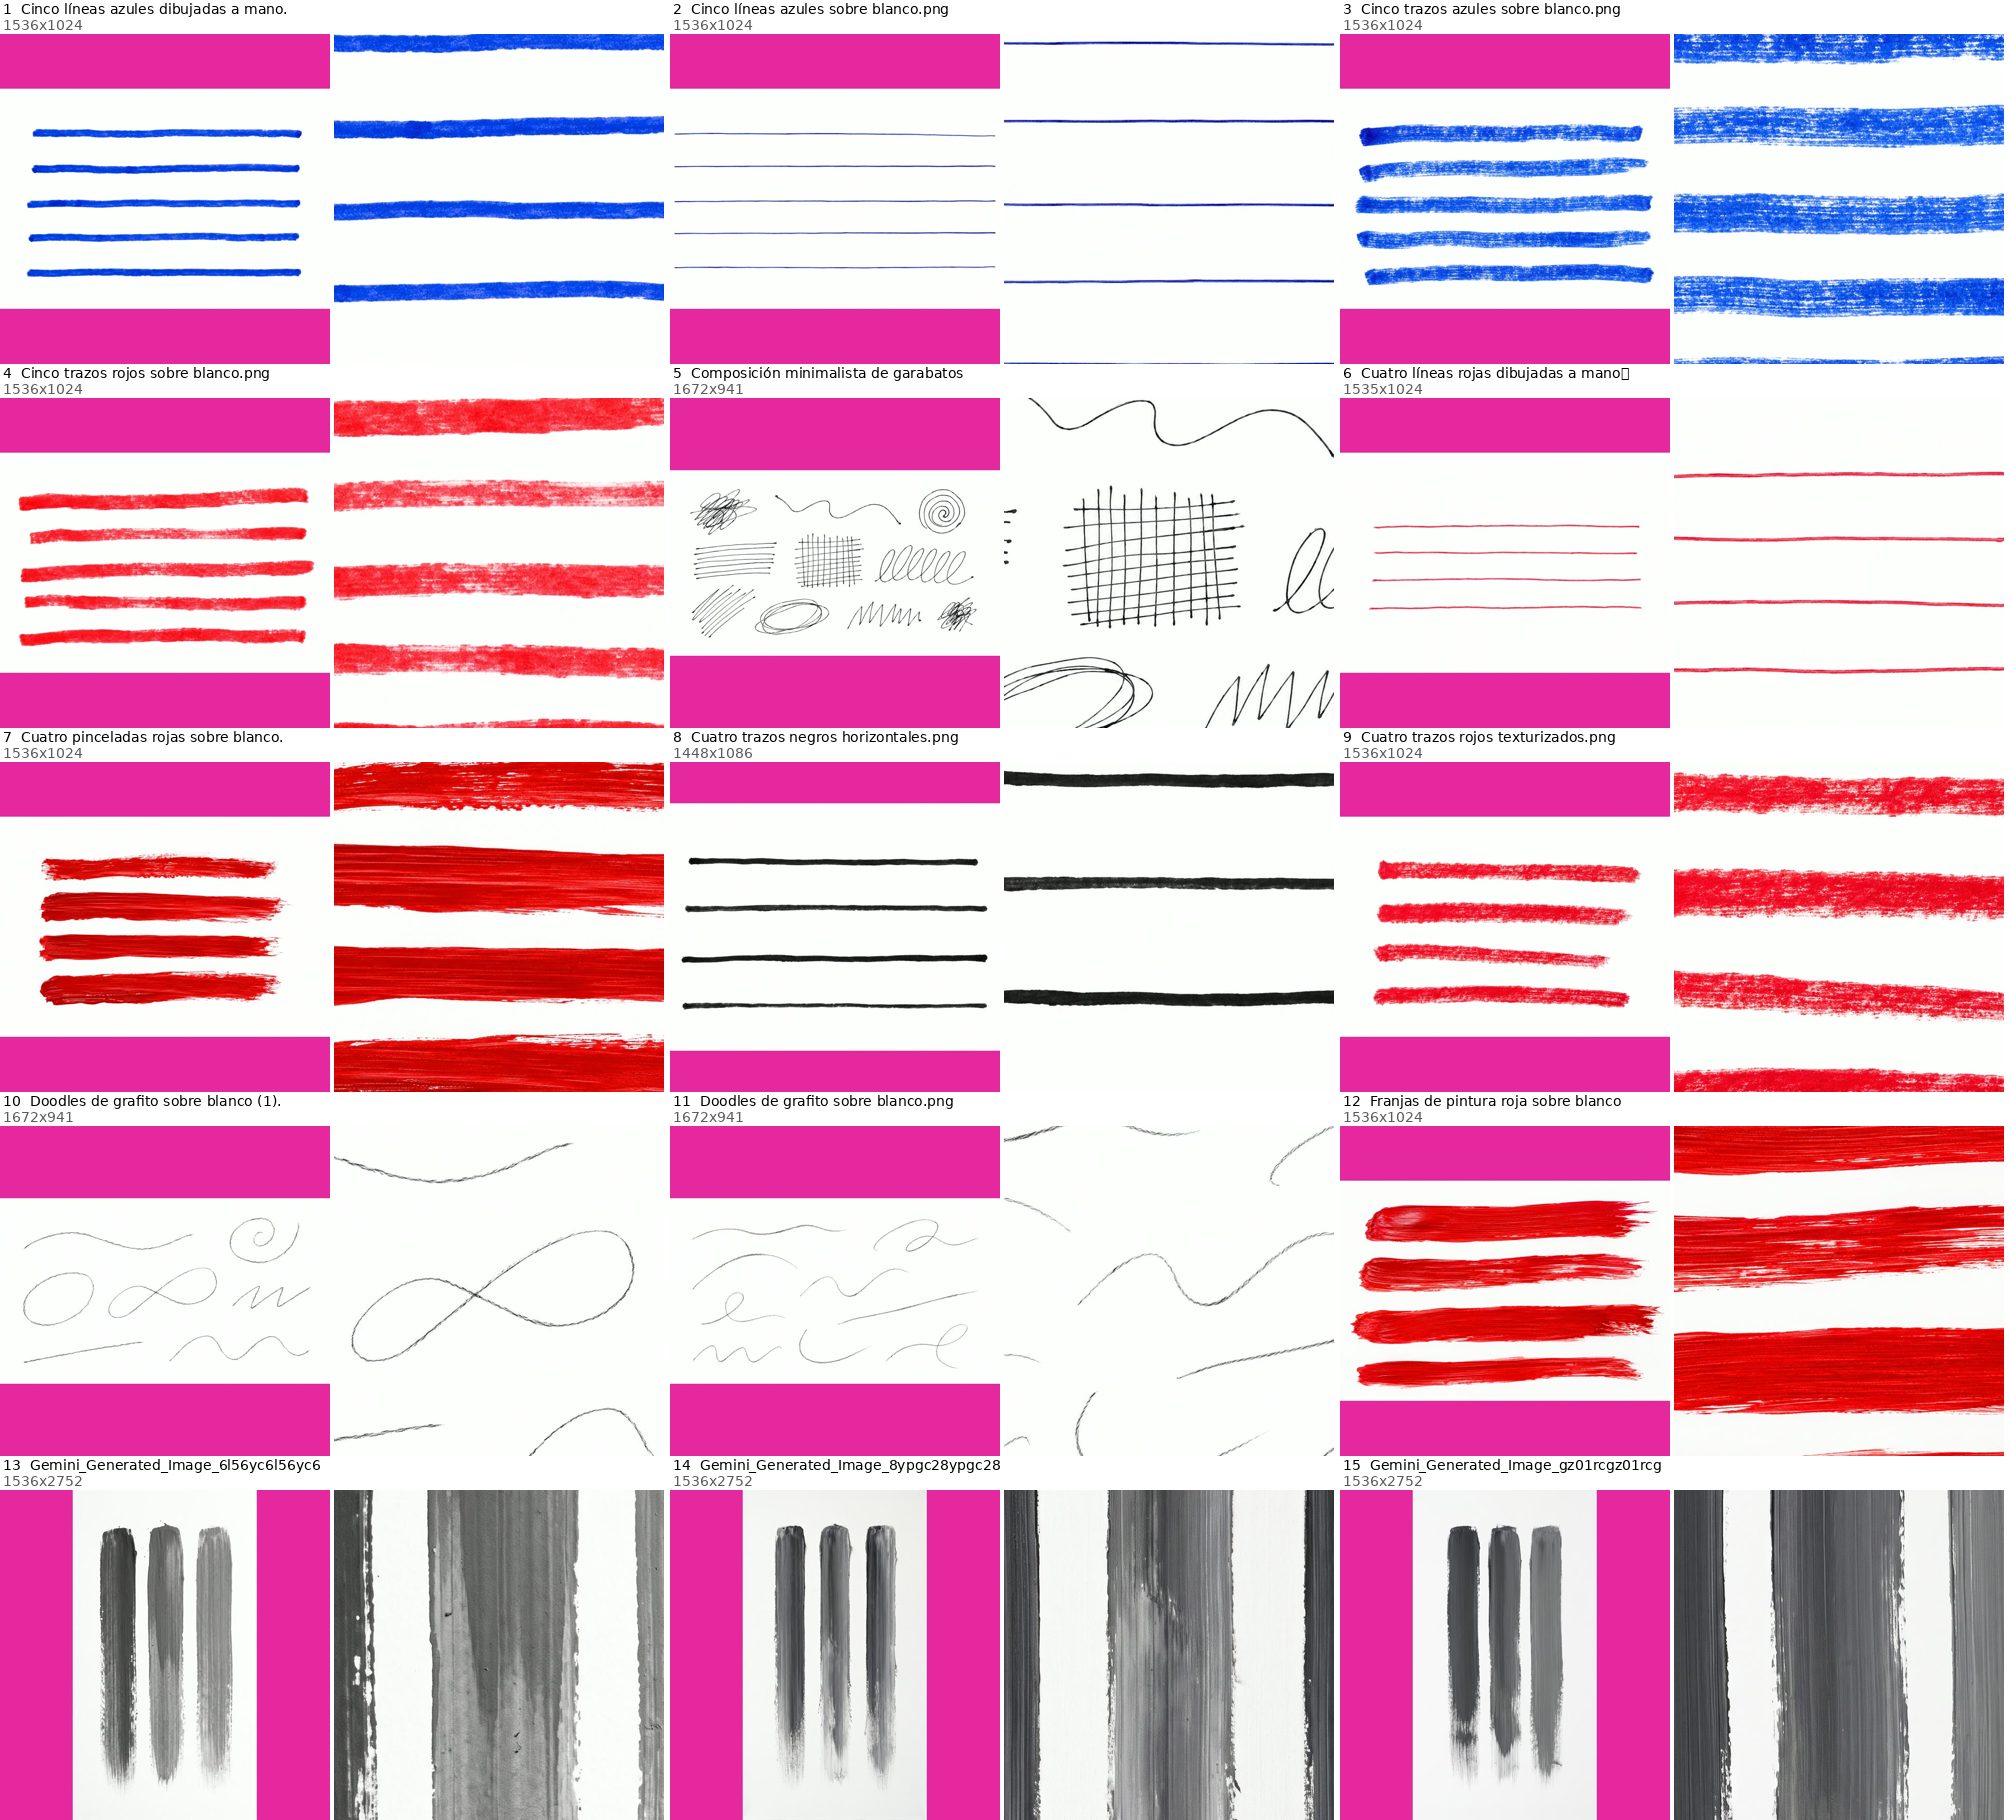 1 Cinco líneas azules dibujadas a mano.
1536x1024
2 Cinco líneas azules sobre blanco.png
1536x1024
3 Cinco trazos azules sobre blanco.png
1536x1024
4 Cinco trazos rojos sobre blanco.png
1536x1024
5 Composición minimalista de garabatos
1672x941
6 Cuatro líneas rojas dibujadas a mano
1535x1024
7 Cuatro pinceladas rojas sobre blanco.
1536x1024
8 Cuatro trazos negros horizontales.png
1448x1086
9 Cuatro trazos rojos texturizados.png
1536x1024
10 Doodles de grafito sobre blanco (1).
1672x941
11 Doodles de grafito sobre blanco.png
1672x941
12 Franjas de pintura roja sobre blanco
1536x1024
13 Gemini_Generated_Image_6l56yc6l56yc6
1536x2752
14 Gemini_Generated_Image_8ypgc28ypgc28
1536x2752
15 Gemini_Generated_Image_gz01rcgz01rcg
1536x2752